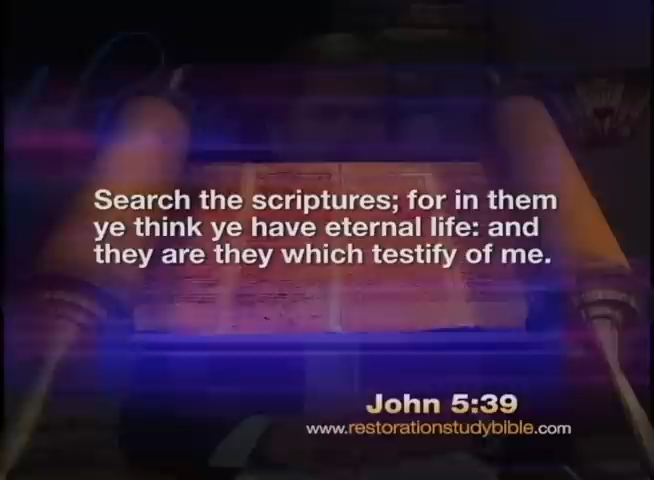 Search the scriptures; for in them
ye think ye have eternal life: and
they are they which testify of me.
John 5:39
www.restorationstudybible.com